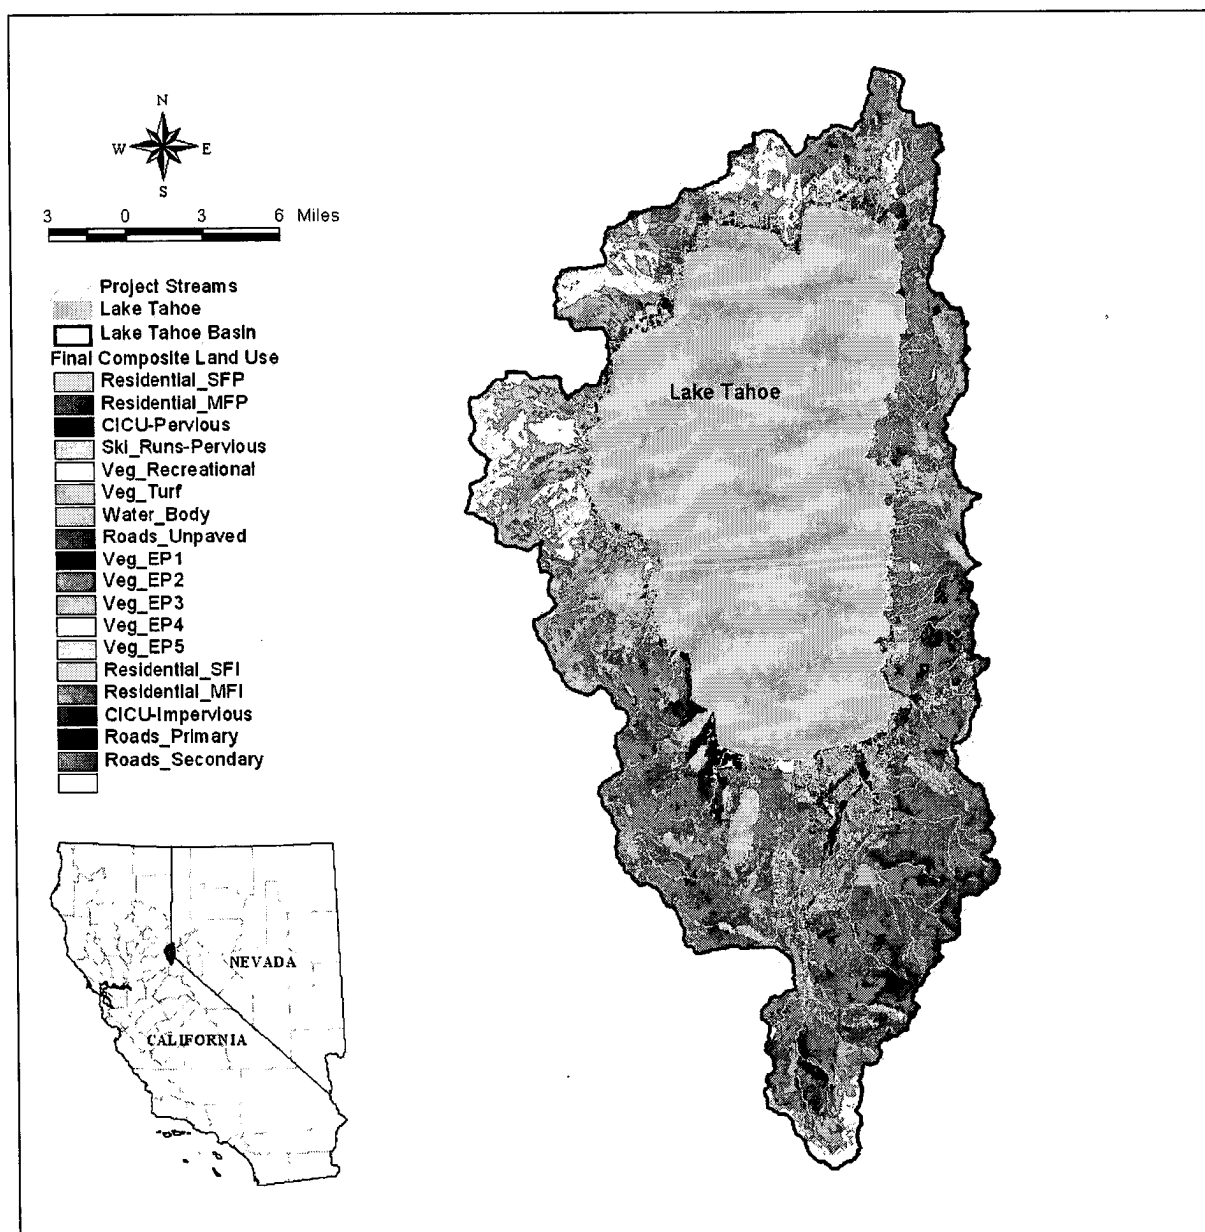 N
W E
S
3 0 3 6 Miles
Project Streams
Lake Tahoe
Lake Tahoe Basin
Final Composite Land Use
Residential_SFP
Residential_MFP
CICU-Pervious
Ski_Runs-Pervious
Veg_Recreational
Veg_Turf
Water_Body
Roads_Unpaved
Veg_EP1
Veg_EP2
Veg_EP3
Veg_EP4
Veg_EP5
Residential_SFI
Residential_MFI
CICU-Impervious
Roads_Primary
Roads_Secondary
Lake Tahoe
NEVADA
CALIFORNIA